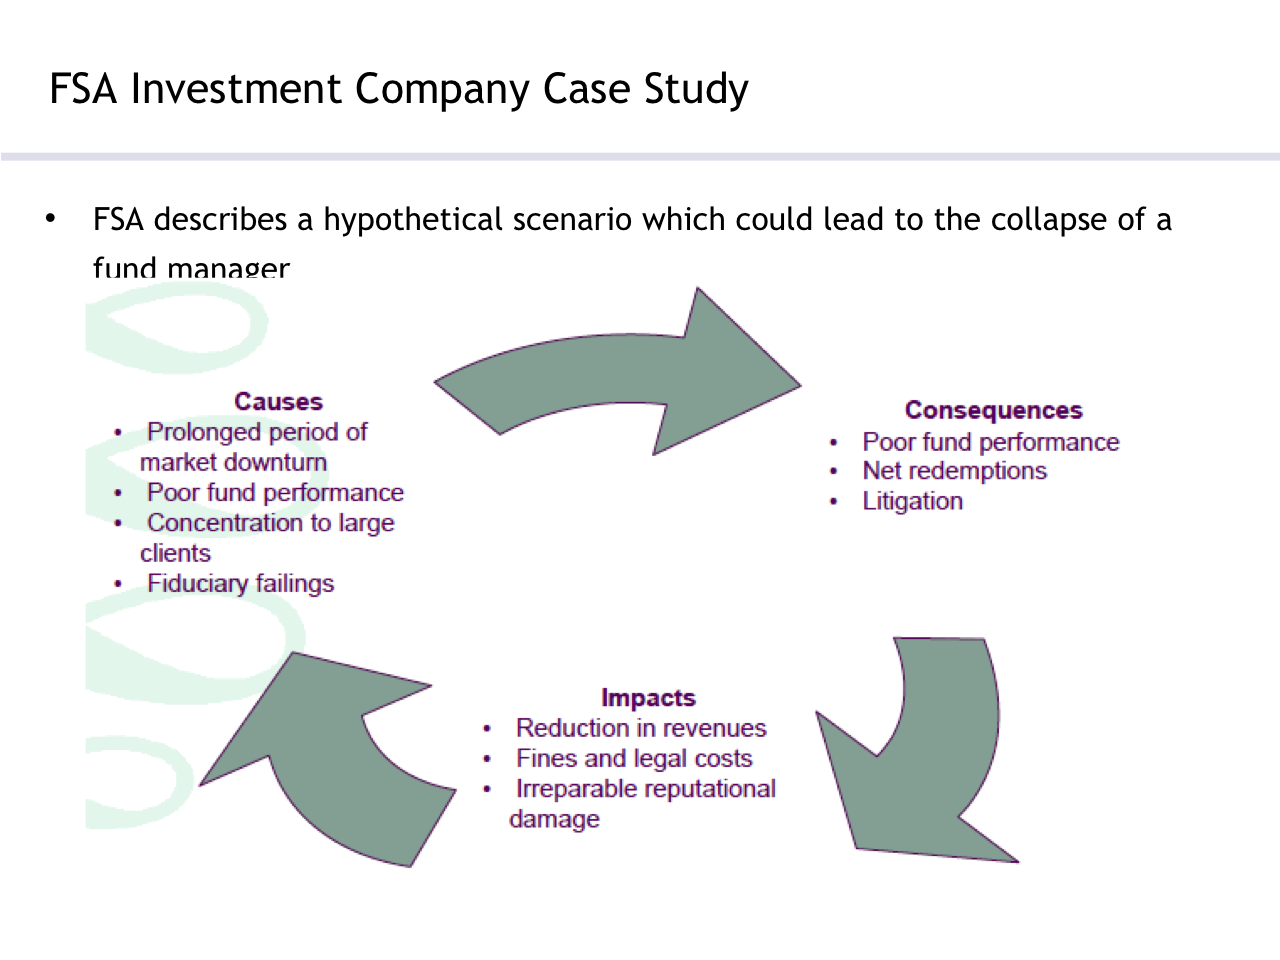 FSA Investment Company Case Study
• FSA describes a hypothetical scenario which could lead to the collapse of a
fund manager
Causes
• Prolonged period of
market downturn
• Poor fund performance
• Concentration to large
clients
• Fiduciary failings
Consequences
• Poor fund performance
• Net redemptions
• Litigation
Impacts
• Reduction in revenues
• Fines and legal costs
• Irreparable reputational
damage